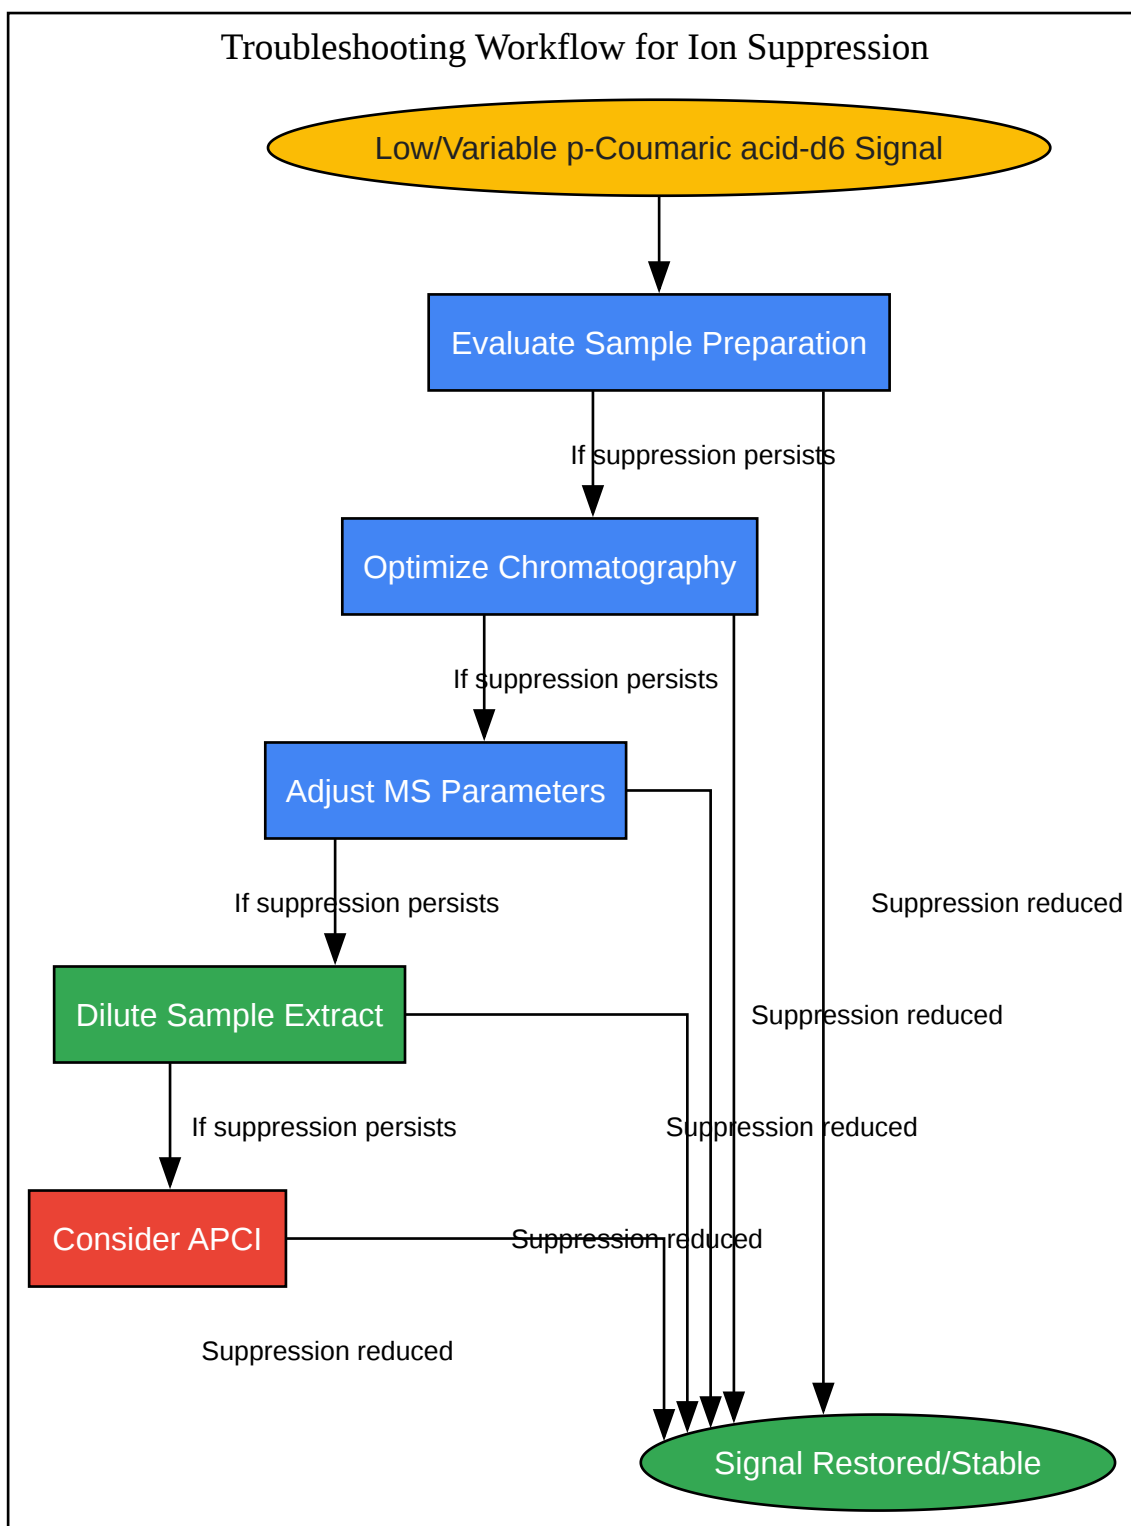 Troubleshooting Workflow for Ion Suppression
Low/Variable p-Coumaric acid-d6 Signal
Evaluate Sample Preparation
If suppression persists
Optimize Chromatography
If suppression persists
Adjust MS Parameters
If suppression persists
Suppression reduced
Dilute Sample Extract
Suppression reduced
If suppression persists
Suppression reduced
Consider APCI
Suppression reduced
Suppression reduced
Signal Restored/Stable